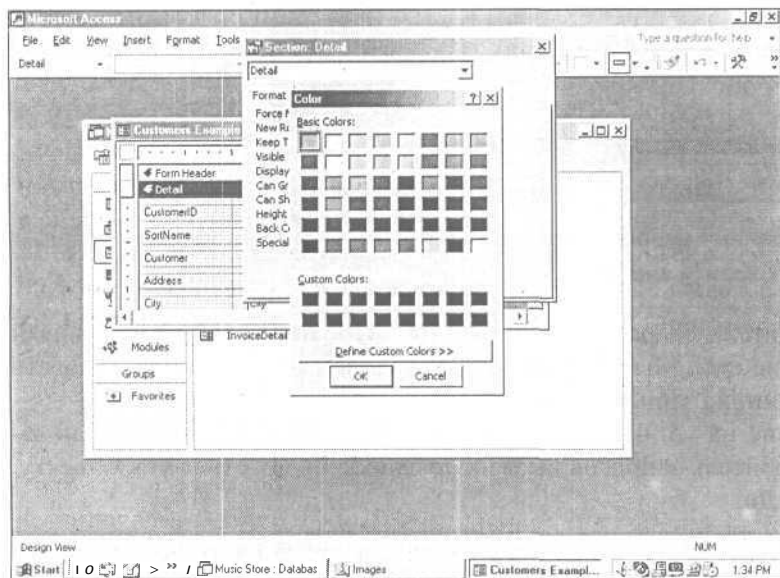 Microsoft Access
File Edit View Insert Format Tools
Type a question for help
Detail
Section: Detail
Detail
Format
Force
New R
Keep T
Visible
Display
Can Gr
Can Sh
Height
Back C
Special
Color
Basic Colors:
Custom Colors:
Define Custom Colors >>
OK
Cancel
Customers Example
Form Header
Detail
CustomerID
SortName
Customer
Address
City
City
InvoiceDetail
Modules
Groups
Favorites
Design View
NUM
Start
Music Store : Databas
Images
Customers Exampl...
1:34 PM